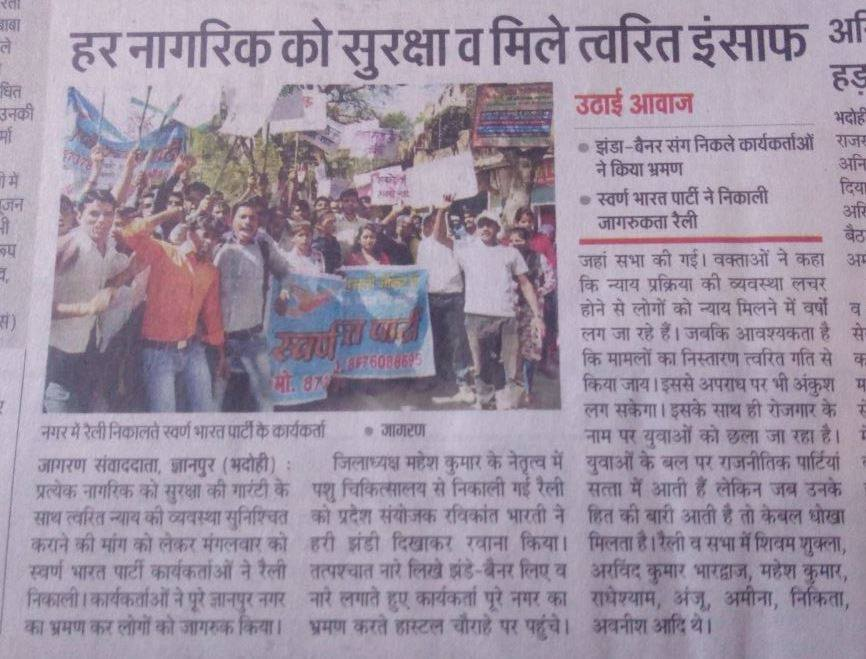 हर नागरिक को सुरक्षा व मिले त्वरित इंसाफ
स्वर्ण
त पार्टी
8576088695
मो. 87
नगर में रैली निकालते स्वर्ण भारत पार्टी के कार्यकर्ता ● जागरण
उठाई आवाज
● झंडा-बैनर संग निकले कार्यकर्ताओं
ने किया भ्रमण
● स्वर्ण भारत पार्टी ने निकाली
जागरुकता रैली
जागरण संवाददाता, ज्ञानपुर (भदोही) :
प्रत्येक नागरिक को सुरक्षा की गारंटी के
साथ त्वरित न्याय की व्यवस्था सुनिश्चित
कराने की मांग को लेकर मंगलवार को
स्वर्ण भारत पार्टी कार्यकर्ताओं ने रैली
निकाली। कार्यकर्ताओं ने पूरे ज्ञानपुर नगर
का भ्रमण कर लोगों को जागरुक किया।
जिलाध्यक्ष महेश कुमार के नेतृत्व में
पशु चिकित्सालय से निकाली गई रैली
को प्रदेश संयोजक रविकांत भारती ने
हरी झंडी दिखाकर रवाना किया।
तत्पश्चात नारे लिखे झंडे-बैनर लिए व
नारे लगाते हुए कार्यकर्ता पूरे नगर का
भ्रमण करते हास्टल चौराहे पर पहुंचे।
जहां सभा की गई। वक्ताओं ने कहा
कि न्याय प्रक्रिया की व्यवस्था लचर
होने से लोगों को न्याय मिलने में वर्षों
लग जा रहे हैं। जबकि आवश्यकता है
कि मामलों का निस्तारण त्वरित गति से
किया जाय। इससे अपराध पर भी अंकुश
लग सकेगा। इसके साथ ही रोजगार के
नाम पर युवाओं को छला जा रहा है।
युवाओं के बल पर राजनीतिक पार्टियां
सत्ता में आती हैं लेकिन जब उनके
हित की बारी आती है तो केबल धोखा
मिलता है। रैली व सभा में शिवम शुक्ला,
अरविंद कुमार भारद्वाज, महेश कुमार,
राधेश्याम, अंजू, अमीना, निकिता,
अवनीश आदि थे।